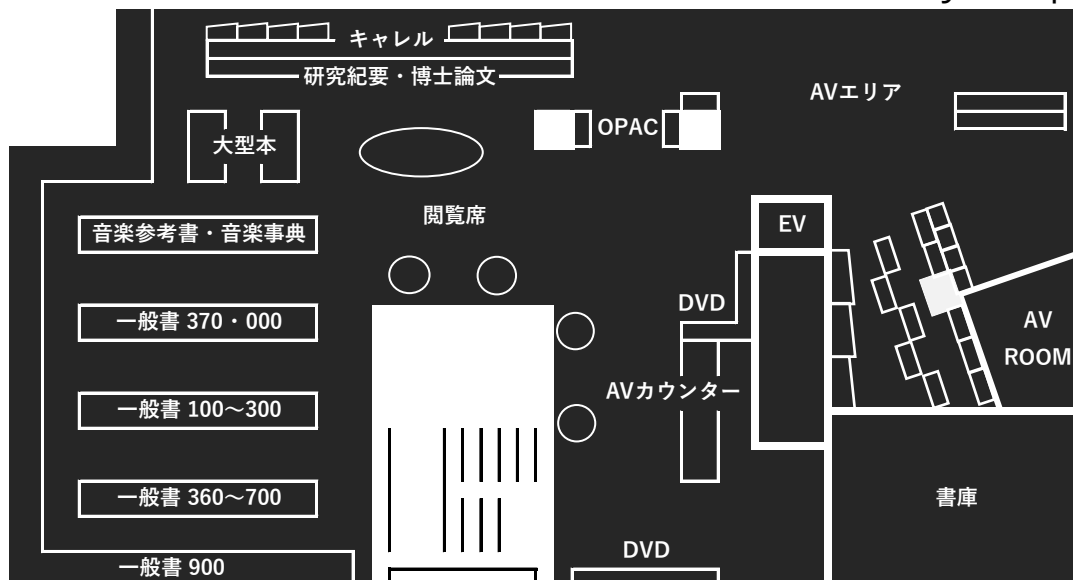 キャレル
研究紀要・博士論文
AVエリア
OPAC
大型本
閲覧席
EV
音楽参考書・音楽事典
DVD
一般書 370・000
AV
ROOM
AVカウンター
一般書 100～300
一般書 360～700
書庫
DVD
一般書 900